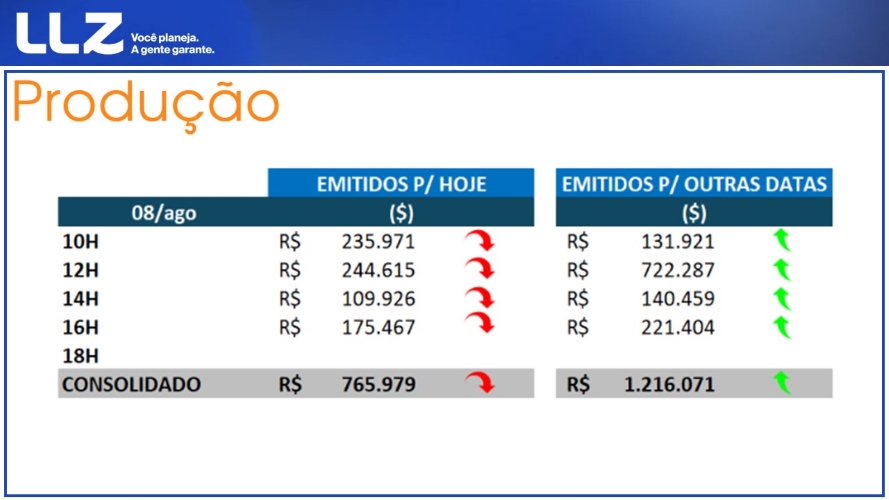 LLZ
Você planeja.
A gente garante.
Produção
EMITIDOS P/ HOJE EMITIDOS P/ OUTRAS DATAS
08/ago ($) ($)
10H R$ 235.971 R$ 131.921
12H R$ 244.615 R$ 722.287
14H R$ 109.926 R$ 140.459
16H R$ 175.467 R$ 221.404
18H
CONSOLIDADO R$ 765.979 R$ 1.216.071